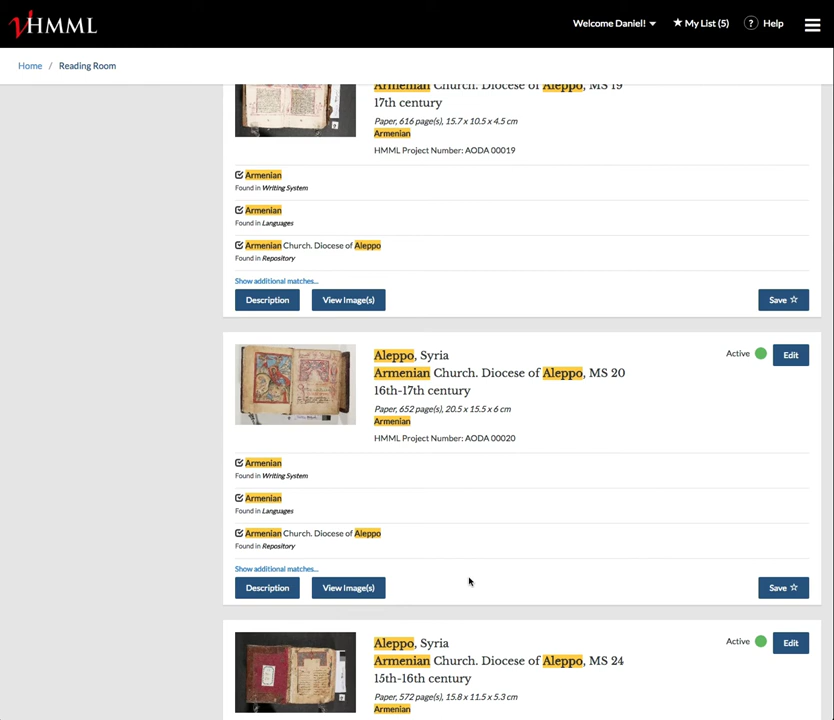 vHMML
Welcome Daniel!
My List (5)
Help
Home / Reading Room
Armenian Church. Diocese of Aleppo, MS 19
17th century
Paper, 616 page(s), 15.7 x 10.5 x 4.5 cm
Armenian
HMML Project Number: AODA 00019
Armenian
Found in Writing System
Armenian
Found in Languages
Armenian Church. Diocese of Aleppo
Found in Repository
Show additional matches...
Description
View Image(s)
Save
Aleppo, Syria
Active
Edit
Armenian Church. Diocese of Aleppo, MS 20
16th-17th century
Paper, 652 page(s), 20.5 x 15.5 x 6 cm
Armenian
HMML Project Number: AODA 00020
Armenian
Found in Writing System
Armenian
Found in Languages
Armenian Church. Diocese of Aleppo
Found in Repository
Show additional matches...
Description
View Image(s)
Save
Aleppo, Syria
Active
Edit
Armenian Church. Diocese of Aleppo, MS 24
15th-16th century
Paper, 572 page(s), 15.8 x 11.5 x 5.3 cm
Armenian